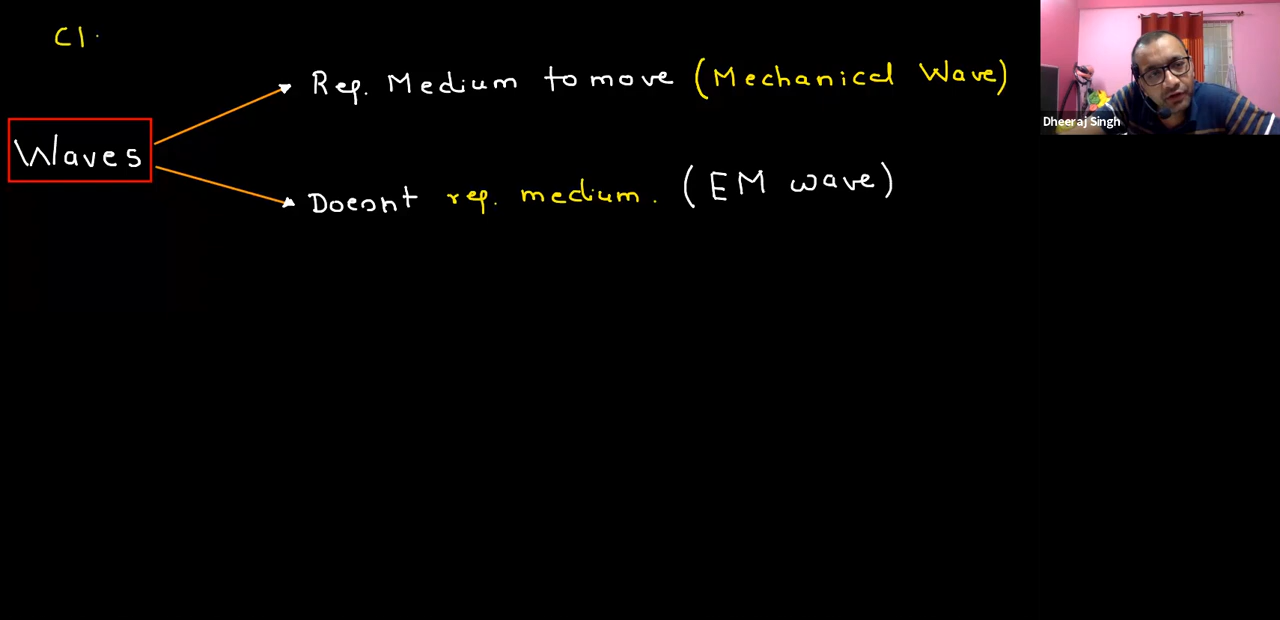 Cl
Req. Medium to move (Mechanical Wave)
Dheeraj Singh
Waves
Doesnt req. medium. (EM wave)